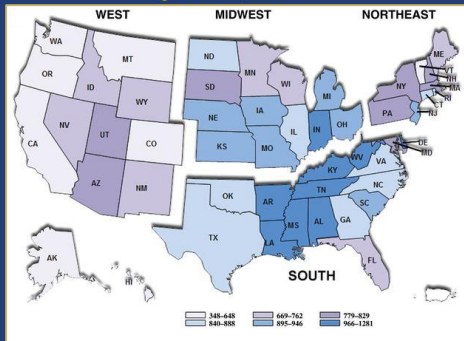 WEST
MIDWEST
NORTHEAST
WA
MT
OR
ID
WY
NV
UT
CO
CA
AZ
NM
ND
MN
SD
WI
MI
IA
NE
IL
IN
OH
KS
MO
ME
VT
NH
NY
MA
RI
CT
PA
NJ
DE
MD
WV
VA
KY
TN
NC
SC
OK
AR
TX
LA
MS
AL
GA
FL
AK
HI
SOUTH
348–648
669–762
779–829
840–888
895–946
966–1281